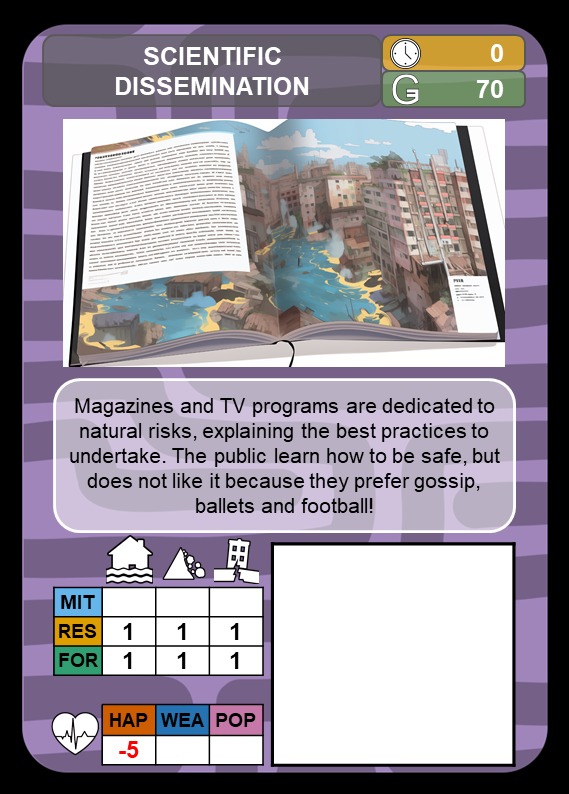 SCIENTIFIC
DISSEMINATION
0
G 70
Magazines and TV programs are dedicated to
natural risks, explaining the best practices to
undertake. The public learn how to be safe, but
does not like it because they prefer gossip,
ballets and football!
MIT
RES 1 1 1
FOR 1 1 1
HAP WEA POP
-5